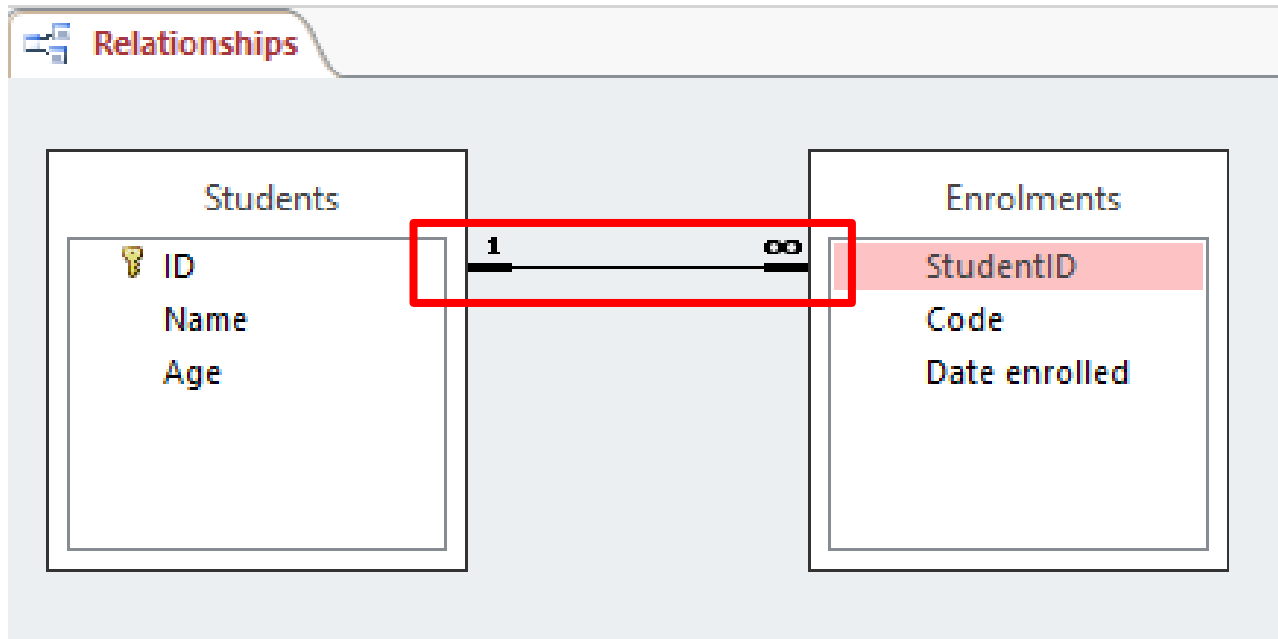 Relationships
Students
Enrolments
1
∞
ID
StudentID
Name
Code
Age
Date enrolled